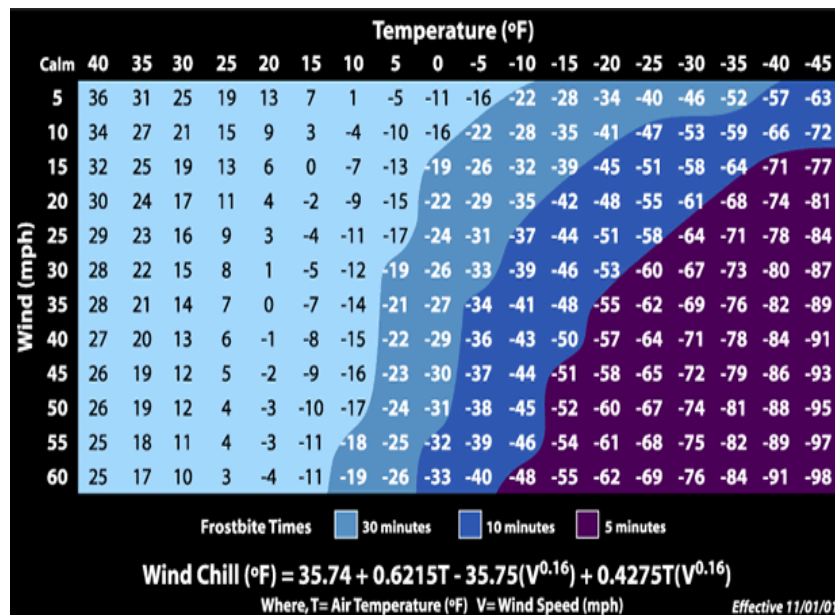 Temperature (ºF)
Calm 40 35 30 25 20 15 10 5 0 -5 -10 -15 -20 -25 -30 -35 -40 -45
5 36 31 25 19 13 7 1 -5 -11 -16 -22 -28 -34 -40 -46 -52 -57 -63
10 34 27 21 15 9 3 -4 -10 -16 -22 -28 -35 -41 -47 -53 -59 -66 -72
15 32 25 19 13 6 0 -7 -13 -19 -26 -32 -39 -45 -51 -58 -64 -71 -77
20 30 24 17 11 4 -2 -9 -15 -22 -29 -35 -42 -48 -55 -61 -68 -74 -81
25 29 23 16 9 3 -4 -11 -17 -24 -31 -37 -44 -51 -58 -64 -71 -78 -84
30 28 22 15 8 1 -5 -12 -19 -26 -33 -39 -46 -53 -60 -67 -73 -80 -87
35 28 21 14 7 0 -7 -14 -21 -27 -34 -41 -48 -55 -62 -69 -76 -82 -89
40 27 20 13 6 -1 -8 -15 -22 -29 -36 -43 -50 -57 -64 -71 -78 -84 -91
45 26 19 12 5 -2 -9 -16 -23 -30 -37 -44 -51 -58 -65 -72 -79 -86 -93
50 26 19 12 4 -3 -10 -17 -24 -31 -38 -45 -52 -60 -67 -74 -81 -88 -95
55 25 18 11 4 -3 -11 -18 -25 -32 -39 -46 -54 -61 -68 -75 -82 -89 -97
60 25 17 10 3 -4 -11 -19 -26 -33 -40 -48 -55 -62 -69 -76 -84 -91 -98
Wind (mph)
Frostbite Times 30 minutes 10 minutes 5 minutes
Wind Chill (ºF) = 35.74 + 0.6215T - 35.75(V^0.16) + 0.4275T(V^0.16)
Where, T= Air Temperature (ºF) V= Wind Speed (mph) Effective 11/01/0